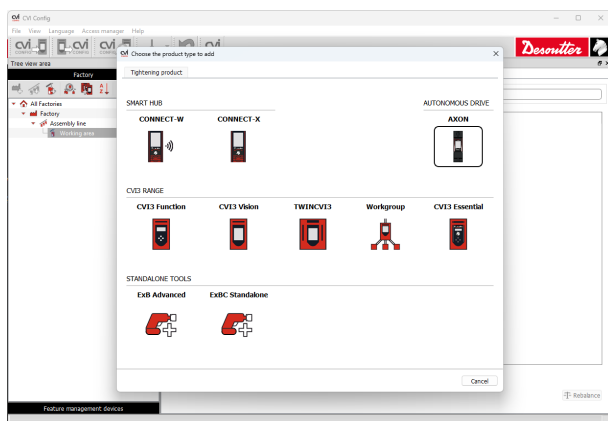 CVI Config
File View Language Access manager Help
Desoutter
Tree view area
Factory
All Factories
Factory
Assembly line
Working area
Choose the product type to add
Tightening product
SMART HUB
AUTONOMOUS DRIVE
CONNECT-W CONNECT-X AXON
CVI3 RANGE
CVI3 Function CVI3 Vision TWINCVI3 Workgroup CVI3 Essential
STANDALONE TOOLS
ExB Advanced ExBC Standalone
Cancel
Rebalance
Feature management devices